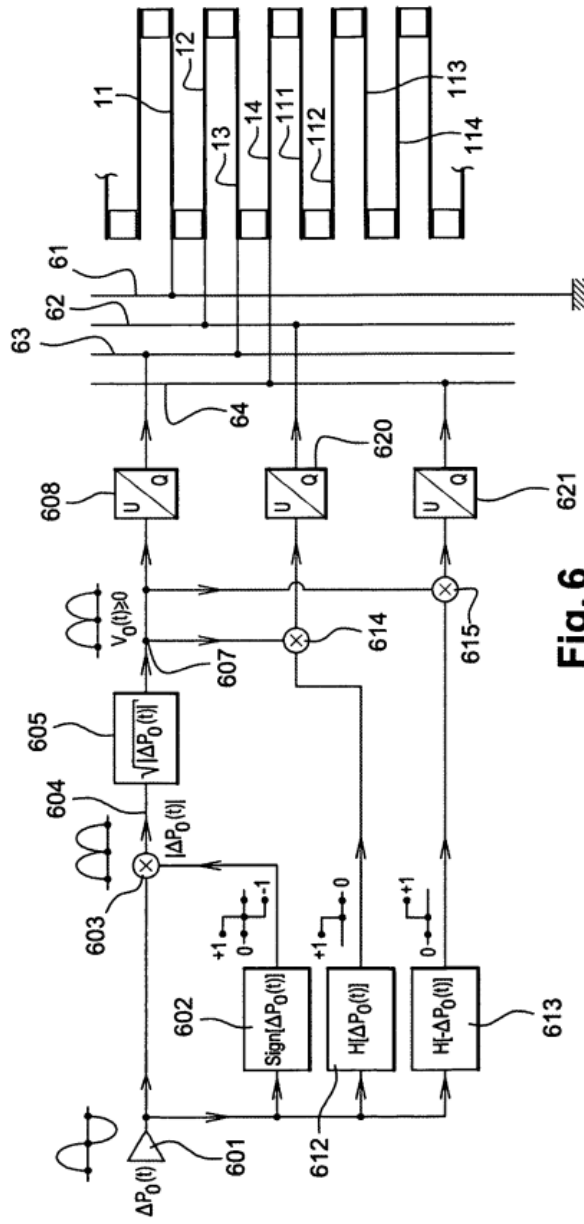 ΔP₀(t)
601
603
|ΔP₀(t)|
604
605
√|ΔP₀(t)|
V₀(t)≥0
607
608
U
Q
63
62
61
64
11
12
13
14
111
112
113
114
602
Sign[ΔP₀(t)]
+1
0
-1
612
H[ΔP₀(t)]
+1
0
613
H[-ΔP₀(t)]
+1
0
614
615
U
Q
620
U
Q
621
Fig. 6